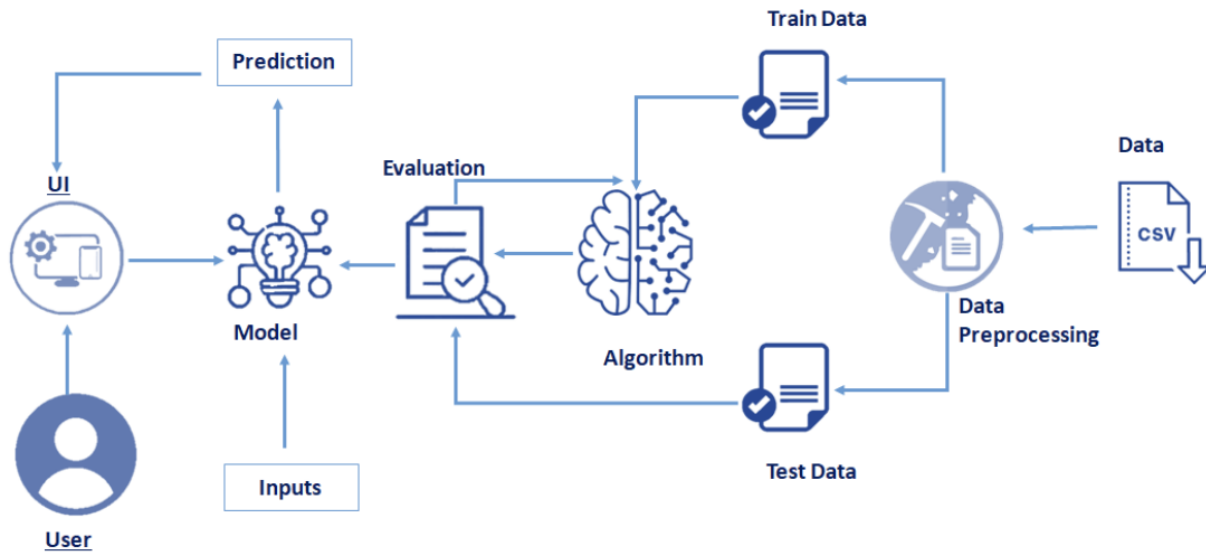 Train Data
Prediction
Data
Evaluation
UI
CSV
Model
Data
Preprocessing
Algorithm
Test Data
Inputs
User